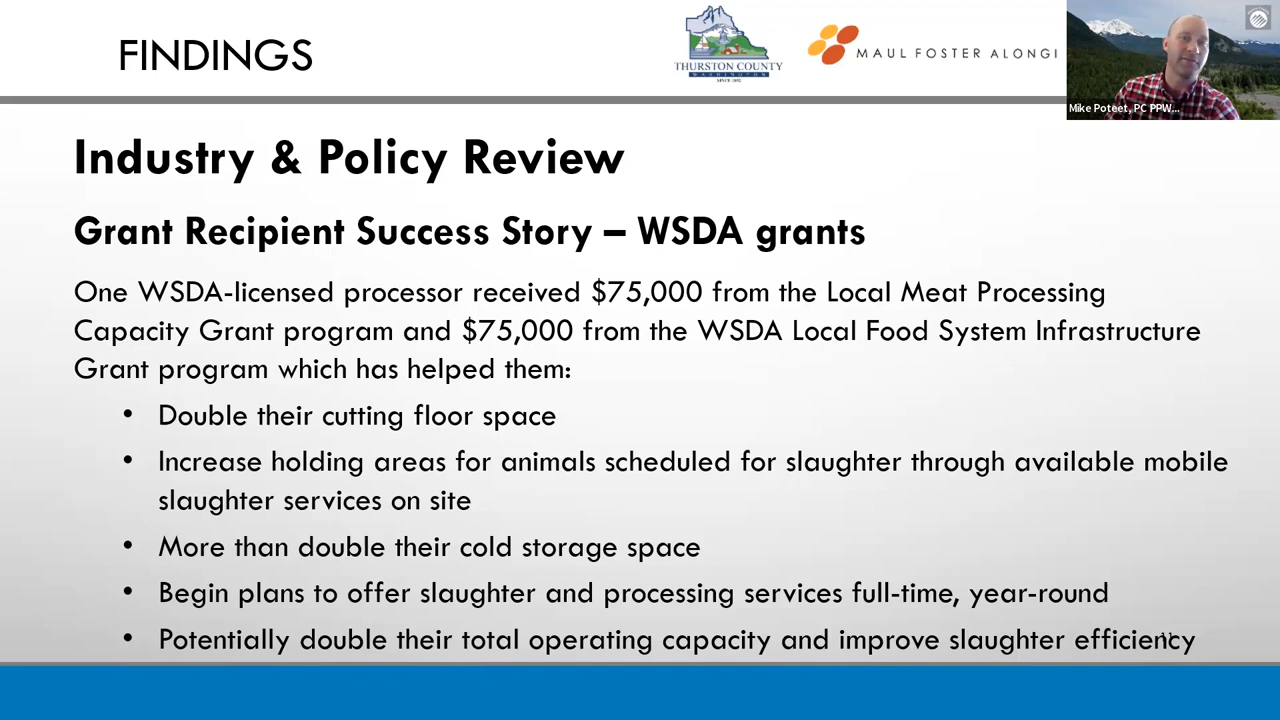 FINDINGS
THURSTON COUNTY
WASHINGTON
SINCE 1852
MAUL FOSTER ALONGI
Mike Poteet, PC PPW...
Industry & Policy Review
Grant Recipient Success Story – WSDA grants
One WSDA-licensed processor received $75,000 from the Local Meat Processing
Capacity Grant program and $75,000 from the WSDA Local Food System Infrastructure
Grant program which has helped them:
• Double their cutting floor space
• Increase holding areas for animals scheduled for slaughter through available mobile
slaughter services on site
• More than double their cold storage space
• Begin plans to offer slaughter and processing services full-time, year-round
• Potentially double their total operating capacity and improve slaughter efficiency